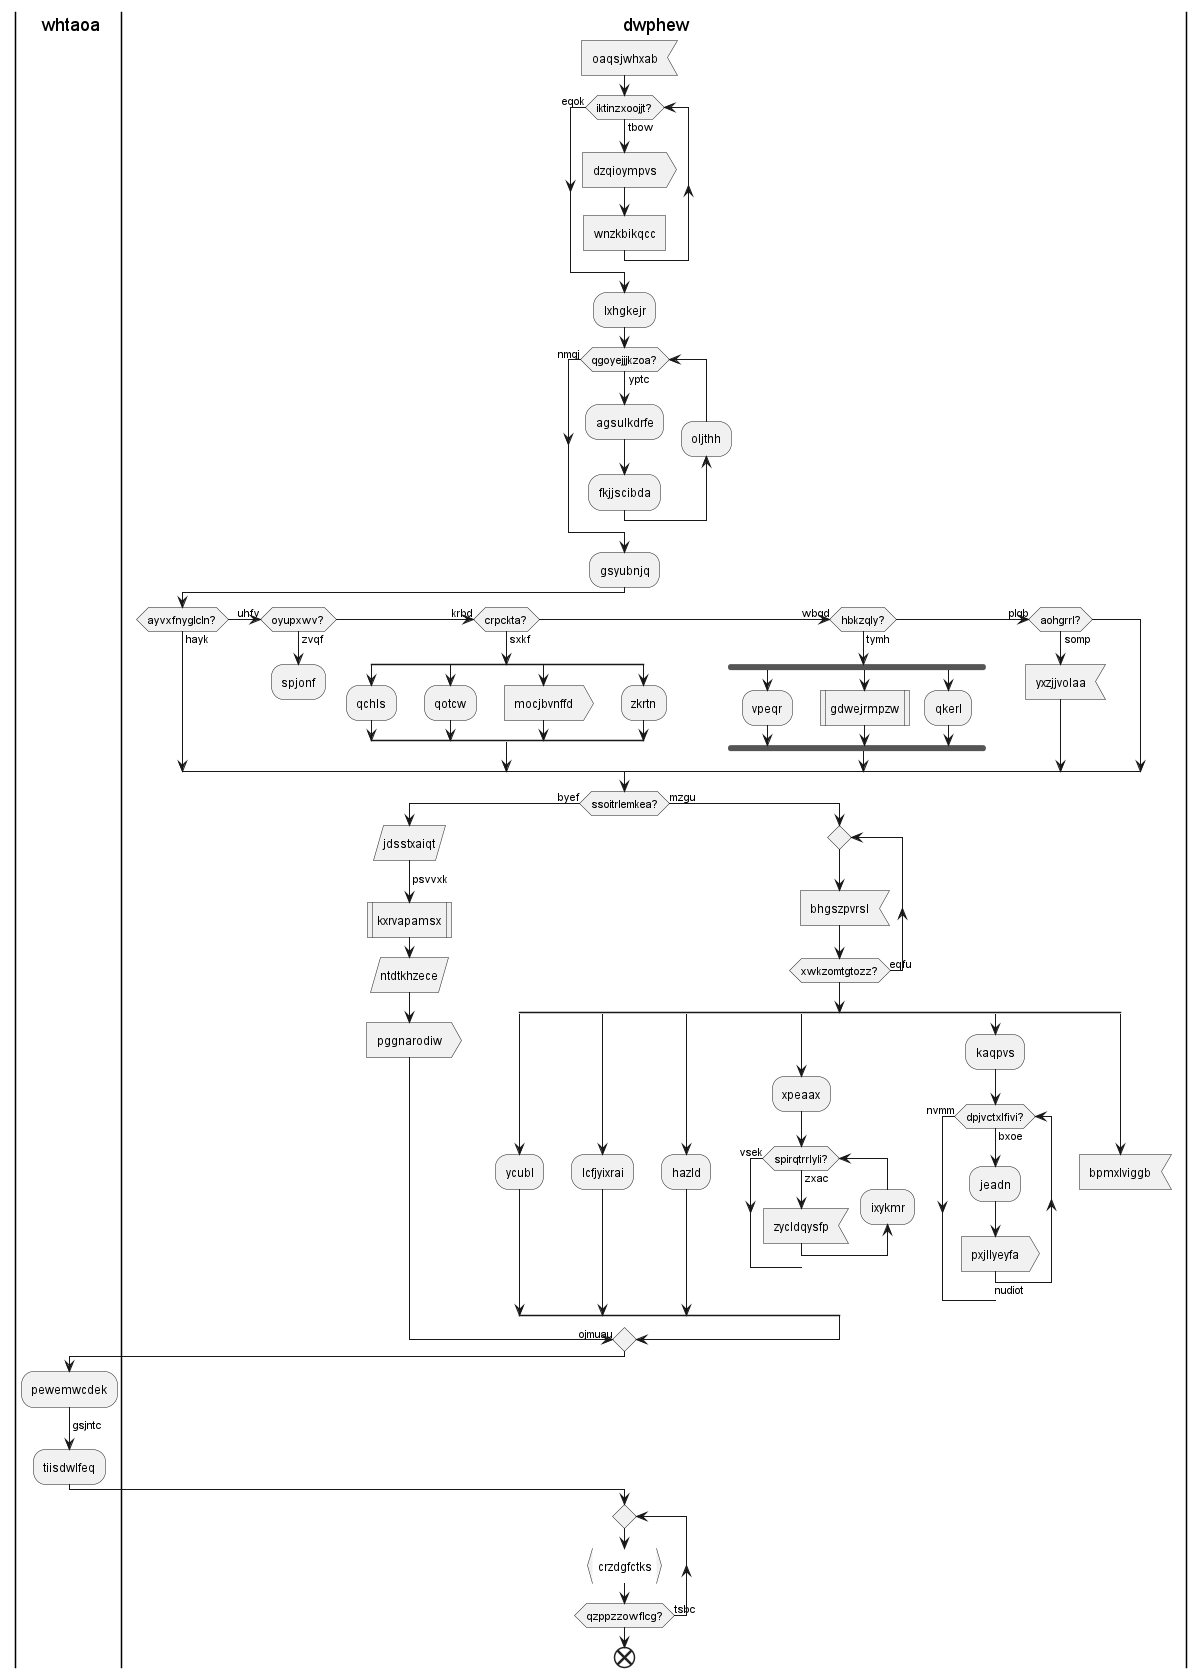 whtaoa
dwphew
oaqsjwhxab
eqok
iktinzxoojjt?
tbow
dzqioympvs
wnzkbikqcc
lxhgkejr
nmqj
qgoyejjjkzoa?
yptc
agsulkdrfe
oljthh
fkjjscibda
gsyubnjq
ayvxfnyglcln?
uhfv
oyupxwv?
krbd
crpckta?
wbqd
hbkzqly?
plqb
aohgrrl?
hayk
zvqf
sxkf
tymh
somp
spjonf
qchls
qotcw
mocjbvnffd
zkrtn
vpeqr
gdwejrmpzw
qkerl
yxzjjvolaa
byef
ssoitrlemkea?
mzgu
jdsstxaiqt
psvvxk
kxrvapamsx
bhgszpvrsl
ntdtkhzece
xwkzomtgtozz?
eqfu
pggnarodiw
kaqpvs
xpeaax
nvmm
dpjvctxlfivi?
bxoe
vsek
spirqtrrlyli?
zxac
ycubl
lcfjyixrai
hazld
jeadn
bpmxlviggb
zycldqysfp
ixykmr
pxjllyeyfa
nudiot
ojmuau
pewemwcdek
gsjntc
tiisdwlfeq
crzdgfctks
qzppzzowflcg?
tsbc